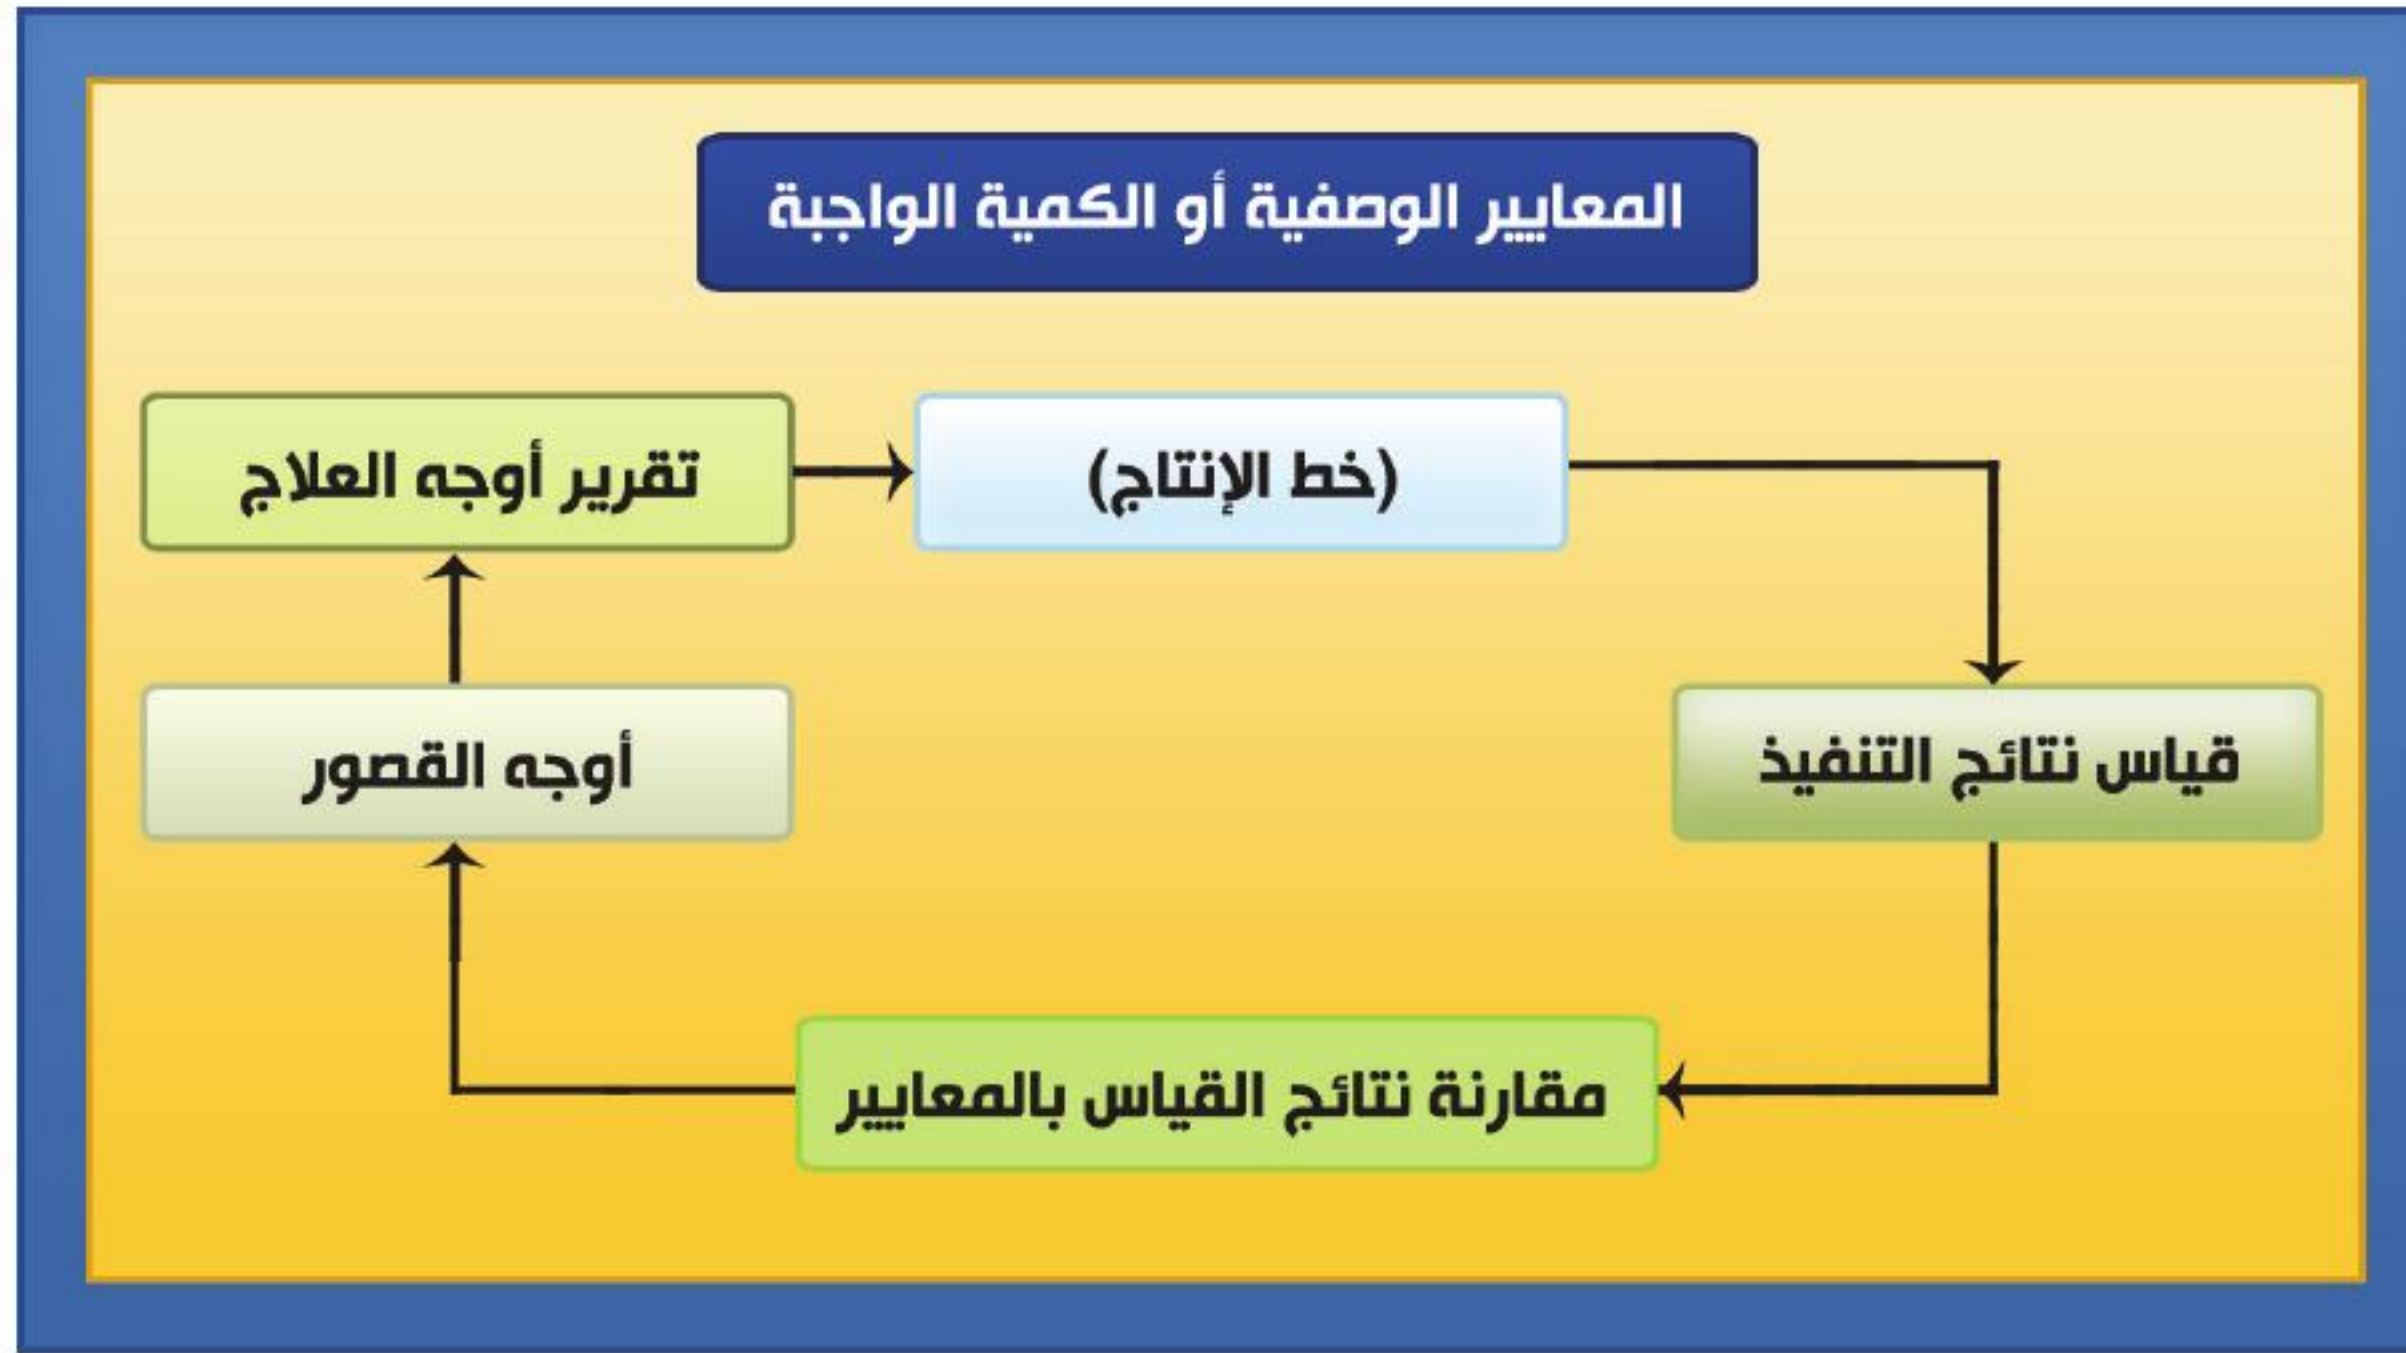 المعايير الوصفية أو الكمية الواجبة
(خط الإنتاج)
تقرير أوجه العلاج
قياس نتائج التنفيذ
أوجه القصور
مقارنة نتائج القياس بالمعايير